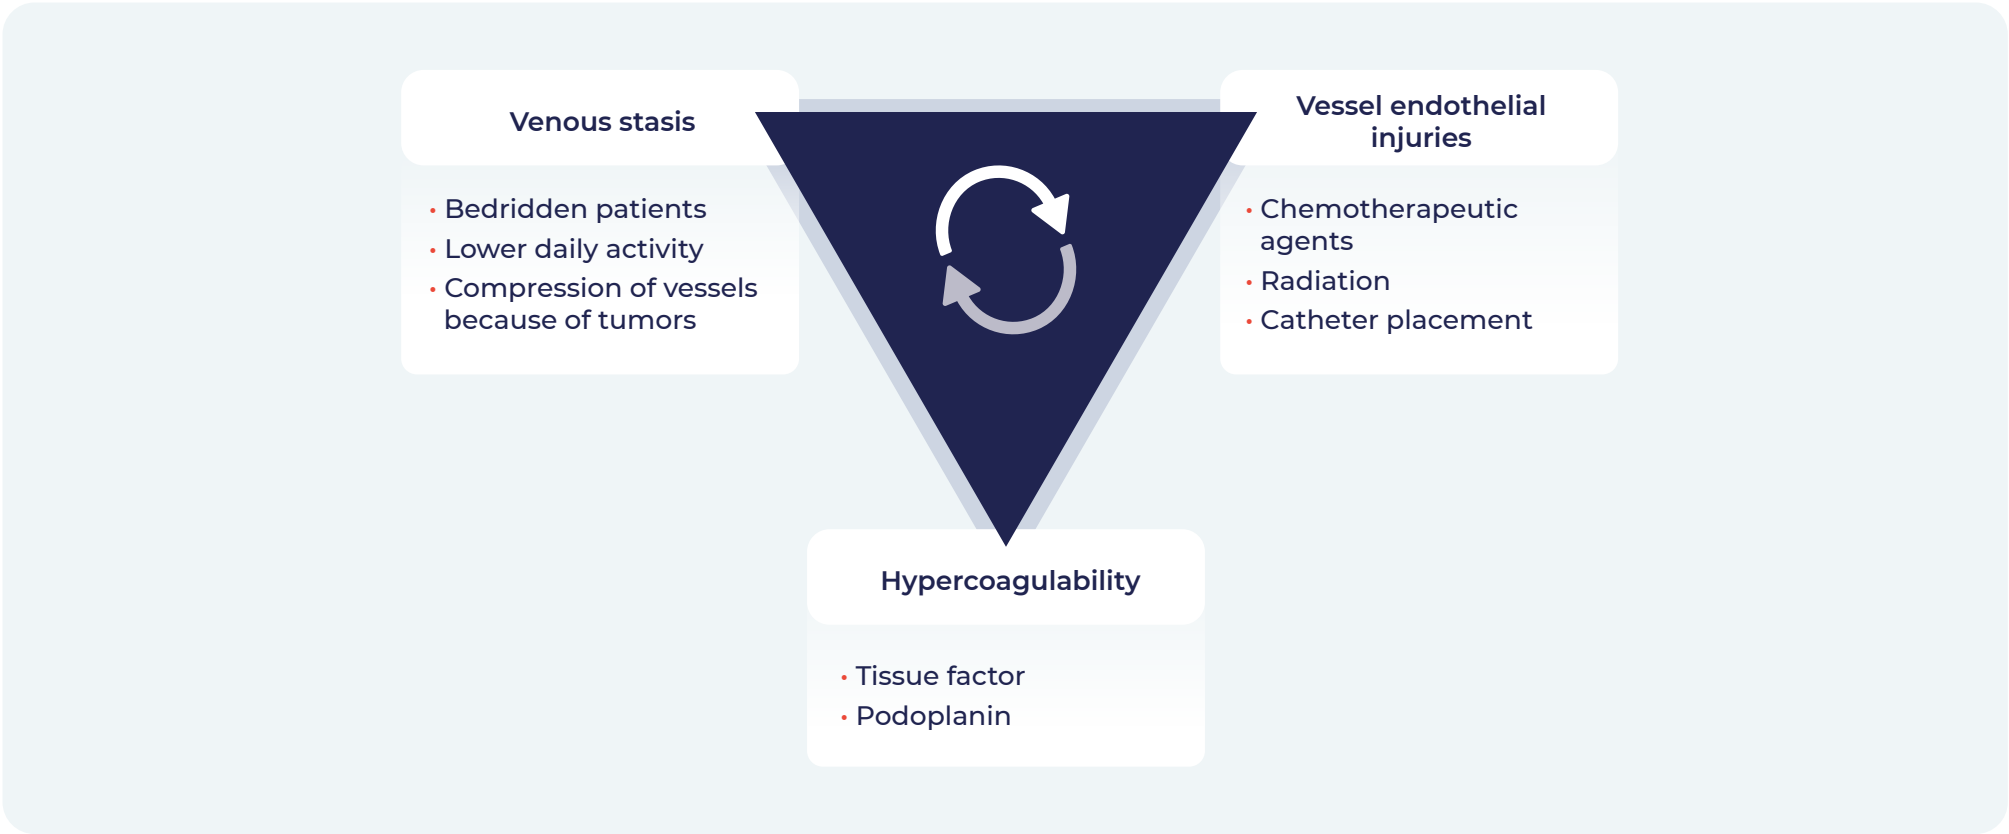 Venous stasis
• Bedridden patients
• Lower daily activity
• Compression of vessels
because of tumors
Vessel endothelial
injuries
• Chemotherapeutic
agents
• Radiation
• Catheter placement
Hypercoagulability
• Tissue factor
• Podoplanin